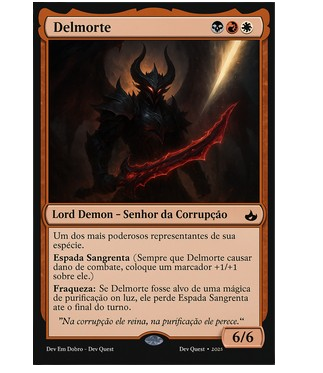 Delmorte
Lord Demon – Senhor da Corrupção
Um dos mais poderosos representantes de sua
espécie.
Espada Sangrenta (Sempre que Delmorte causar
dano de combate, coloque um marcador +1/+1
sobre ele.)
Fraqueza: Se Delmorte fosse alvo de uma mágica
de purificação on luz, ele perde Espada Sangrenta
ate o final do turno.
"Na corrupção ele reina, na purificação ele perece."
6/6
Dev Em Dobro – Dev Quest
Dev Quest • 2025